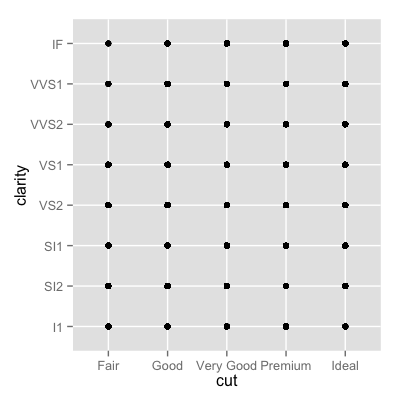 IF
VVS1
VVS2
VS1
VS2
SI1
SI2
I1
clarity
Fair Good Very Good Premium Ideal
cut